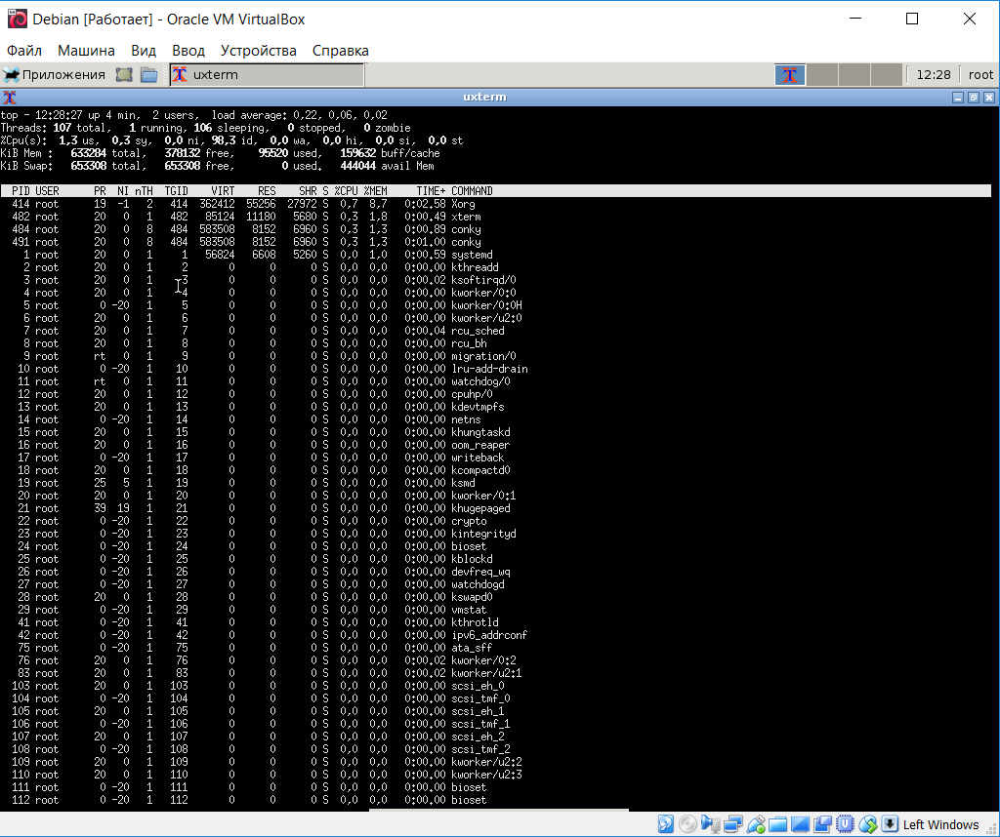 Debian [Работает] - Oracle VM VirtualBox
Файл Машина Вид Ввод Устройства Справка
Приложения uxterm 12:28 root
uxterm
top - 12:28:27 up 4 min, 2 users, load average: 0,22, 0,06, 0,02
Threads: 107 total, 1 running, 106 sleeping, 0 stopped, 0 zombie
%Cpu(s): 1,3 us, 0,3 sy, 0,0 ni, 98,3 id, 0,0 wa, 0,0 hi, 0,0 si, 0,0 st
KiB Mem : 633284 total, 378132 free, 95520 used, 159632 buff/cache
KiB Swap: 653308 total, 653308 free, 0 used. 444044 avail Mem
PID USER PR NI nTH TGID VIRT RES SHR S %CPU %MEM TIME+ COMMAND
414 root 19 -1 2 414 362412 55256 27972 S 0,7 8,7 0:02.58 Xorg
482 root 20 0 1 482 85124 11180 5680 S 0,3 1,8 0:00.49 xterm
484 root 20 0 8 484 583508 8152 6960 S 0,3 1,3 0:00.89 conky
491 root 20 0 8 484 583508 8152 6960 S 0,3 1,3 0:01.00 conky
1 root 20 0 1 1 56824 6608 5260 S 0,0 1,0 0:00.59 systemd
2 root 20 0 1 2 0 0 0 S 0,0 0,0 0:00.00 kthreadd
3 root 20 0 1 3 0 0 0 S 0,0 0,0 0:00.02 ksoftirqd/0
4 root 20 0 1 4 0 0 0 S 0,0 0,0 0:00.00 kworker/0:0
5 root 0 -20 1 5 0 0 0 S 0,0 0,0 0:00.00 kworker/0:0H
6 root 20 0 1 6 0 0 0 S 0,0 0,0 0:00.00 kworker/u2:0
7 root 20 0 1 7 0 0 0 S 0,0 0,0 0:00.04 rcu_sched
8 root 20 0 1 8 0 0 0 S 0,0 0,0 0:00.00 rcu_bh
9 root rt 0 1 9 0 0 0 S 0,0 0,0 0:00.00 migration/0
10 root 0 -20 1 10 0 0 0 S 0,0 0,0 0:00.00 lru-add-drain
11 root rt 0 1 11 0 0 0 S 0,0 0,0 0:00.00 watchdog/0
12 root 20 0 1 12 0 0 0 S 0,0 0,0 0:00.00 cpuhp/0
13 root 20 0 1 13 0 0 0 S 0,0 0,0 0:00.00 kdevtmpfs
14 root 0 -20 1 14 0 0 0 S 0,0 0,0 0:00.00 netns
15 root 20 0 1 15 0 0 0 S 0,0 0,0 0:00.00 khungtaskd
16 root 20 0 1 16 0 0 0 S 0,0 0,0 0:00.00 oom_reaper
17 root 0 -20 1 17 0 0 0 S 0,0 0,0 0:00.00 writeback
18 root 20 0 1 18 0 0 0 S 0,0 0,0 0:00.00 kcompactd0
19 root 25 5 1 19 0 0 0 S 0,0 0,0 0:00.00 ksmd
20 root 20 0 1 20 0 0 0 S 0,0 0,0 0:00.00 kworker/0:1
21 root 39 19 1 21 0 0 0 S 0,0 0,0 0:00.00 khugepaged
22 root 0 -20 1 22 0 0 0 S 0,0 0,0 0:00.00 crypto
23 root 0 -20 1 23 0 0 0 S 0,0 0,0 0:00.00 kintegrityd
24 root 0 -20 1 24 0 0 0 S 0,0 0,0 0:00.00 bioset
25 root 0 -20 1 25 0 0 0 S 0,0 0,0 0:00.00 kblockd
26 root 0 -20 1 26 0 0 0 S 0,0 0,0 0:00.00 devfreq_wq
27 root 0 -20 1 27 0 0 0 S 0,0 0,0 0:00.00 watchdogd
28 root 20 0 1 28 0 0 0 S 0,0 0,0 0:00.00 kswapd0
29 root 0 -20 1 29 0 0 0 S 0,0 0,0 0:00.00 vmstat
41 root 0 -20 1 41 0 0 0 S 0,0 0,0 0:00.00 kthrotld
42 root 0 -20 1 42 0 0 0 S 0,0 0,0 0:00.00 ipv6_addrconf
75 root 0 -20 1 75 0 0 0 S 0,0 0,0 0:00.00 ata_sff
76 root 20 0 1 76 0 0 0 S 0,0 0,0 0:00.02 kworker/0:2
83 root 20 0 1 83 0 0 0 S 0,0 0,0 0:00.02 kworker/u2:1
103 root 20 0 1 103 0 0 0 S 0,0 0,0 0:00.00 scsi_eh_0
104 root 0 -20 1 104 0 0 0 S 0,0 0,0 0:00.00 scsi_tmf_0
105 root 20 0 1 105 0 0 0 S 0,0 0,0 0:00.00 scsi_eh_1
106 root 0 -20 1 106 0 0 0 S 0,0 0,0 0:00.00 scsi_tmf_1
107 root 20 0 1 107 0 0 0 S 0,0 0,0 0:00.00 scsi_eh_2
108 root 0 -20 1 108 0 0 0 S 0,0 0,0 0:00.00 scsi_tmf_2
109 root 20 0 1 109 0 0 0 S 0,0 0,0 0:00.00 kworker/u2:2
110 root 20 0 1 110 0 0 0 S 0,0 0,0 0:00.00 kworker/u2:3
111 root 0 -20 1 111 0 0 0 S 0,0 0,0 0:00.00 bioset
112 root 0 -20 1 112 0 0 0 S 0,0 0,0 0:00.00 bioset
Left Windows